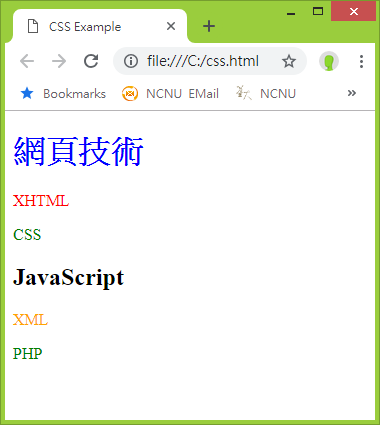 CSS Example
file:///C:/css.html
Bookmarks NCNU EMail NCNU »
網頁技術
XHTML
CSS
JavaScript
XML
PHP